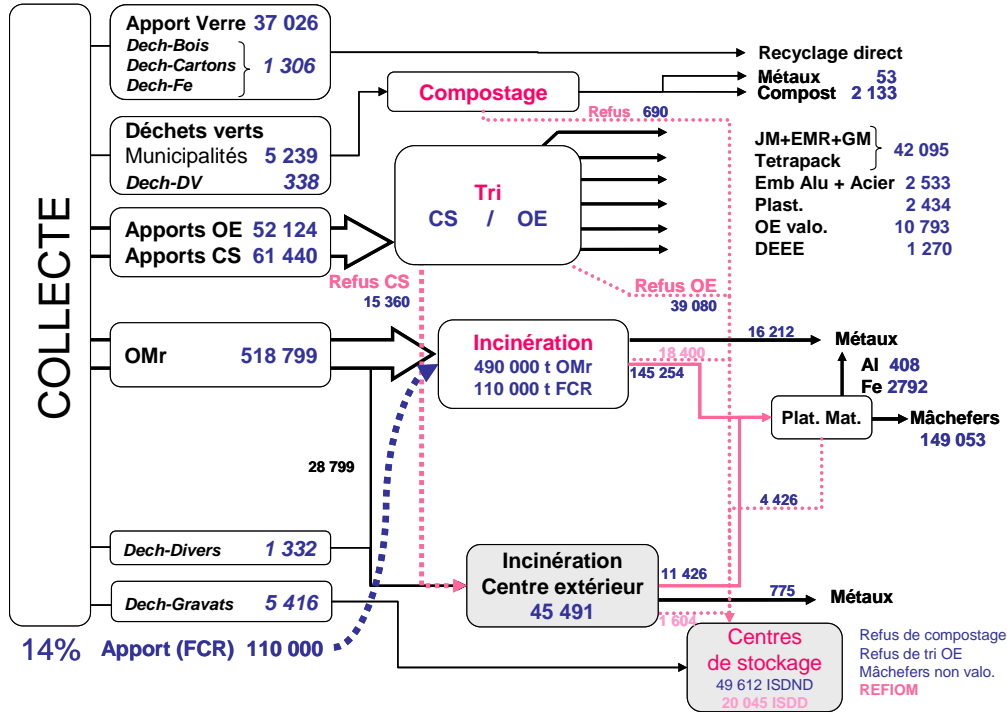 COLLECTE
14%
Apport Verre 37 026
Dech-Bois
Dech-Cartons
Dech-Fe
1 306
Déchets verts
Municipalités 5 239
Dech-DV 338
Apports OE 52 124
Apports CS 61 440
OMr 518 799
28 799
Dech-Divers 1 332
Dech-Gravats 5 416
Apport (FCR) 110 000
Compostage
Refus 690
Tri
CS / OE
Refus CS
15 360
Refus OE
39 080
Incinération
490 000 t OMr
110 000 t FCR
16 212
18 400
145 254
Incinération
Centre extérieur
45 491
11 426
775
1 604
Plat. Mat.
4 426
Centres
de stockage
49 612 ISDND
20 045 ISDD
Recyclage direct
Métaux 53
Compost 2 133
JM+EMR+GM
Tetrapack
42 095
Emb Alu + Acier 2 533
Plast. 2 434
OE valo. 10 793
DEEE 1 270
Métaux
Al 408
Fe 2792
Mâchefers
149 053
Métaux
Refus de compostage
Refus de tri OE
Mâchefers non valo.
REFIOM